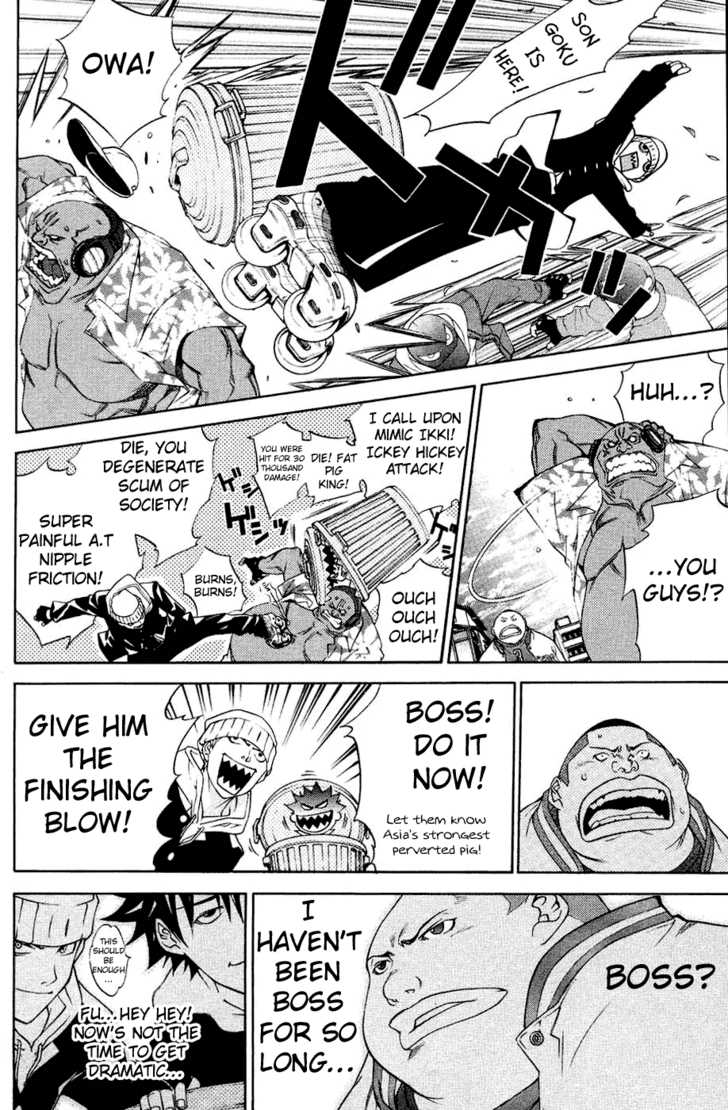 SON
GOKU
IS
HERE!
OWA!
HUH...?
...YOU
GUYS!?
I CALL UPON
MIMIC IKKI!
ICKEY HICKEY
ATTACK!
DIE! FAT
PIG
KING!
YOU WERE
HIT FOR 30
THOUSAND
DAMAGE!
ゲシ
ゲシ
DIE, YOU
DEGENERATE
SCUM OF
SOCIETY!
SUPER
PAINFUL A.T
NIPPLE
FRICTION!
BURNS,
BURNS!
OUCH
OUCH
OUCH!
BOSS!
DO IT
NOW!
Let them know
Asia's strongest
perverted pig!
GIVE HIM
THE
FINISHING
BLOW!
BOSS?
I
HAVEN'T
BEEN
BOSS
FOR SO
LONG...
THIS
SHOULD
BE
ENOUGH
...
FU...HEY HEY!
NOW'S NOT THE
TIME TO GET
DRAMATIC...